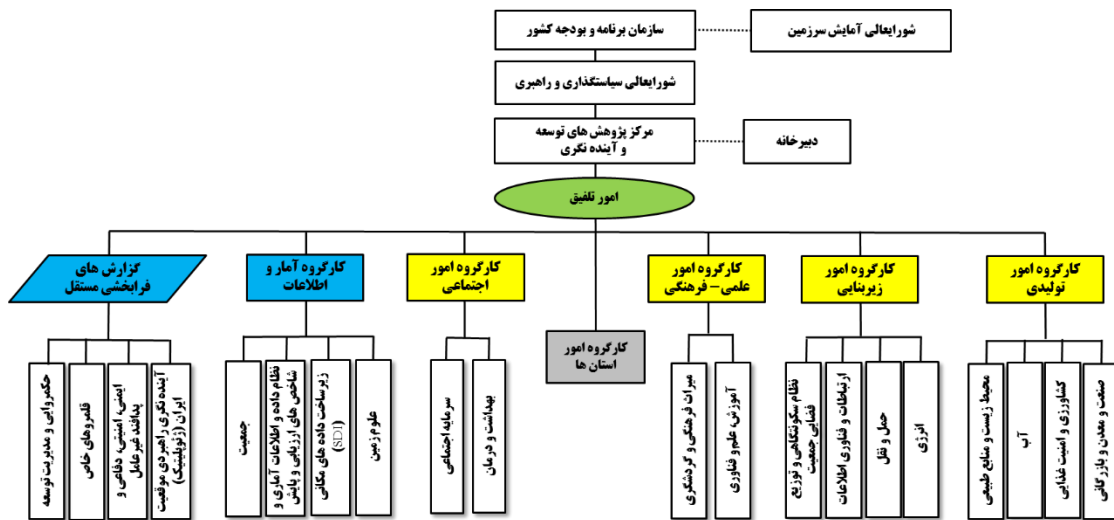 شورایعالی آمایش سرزمین
سازمان برنامه و بودجه کشور
شورایعالی سیاستگذاری و راهبری
مرکز پژوهش های توسعه
و آینده نگری
دبیرخانه
امور تلفیق
کارگروه امور
تولیدی
کارگروه امور
زیربنایی
کارگروه امور
علمی- فرهنگی
کارگروه امور
اجتماعی
کارگروه آمار و
اطلاعات
گزارش های
فرابخشی مستقل
کارگروه امور
استان ها
صنعت و معدن و بازرگانی
کشاورزی و امنیت غذایی
آب
محیط زیست و منابع طبیعی
انرژی
حمل و نقل
ارتباطات و فناوری اطلاعات
نظام سکونتگاهی و توزیع
فضایی جمعیت
آموزش، علم و فناوری
میراث فرهنگی و گردشگری
بهداشت و درمان
سرمایه اجتماعی
علوم زمین
زیرساخت داده های مکانی
(SDI)
نظام داده و اطلاعات آماری و
شاخص های ارزیابی و پایش
جمعیت
آینده نگری راهبردی موقعیت
ایران (ژئوپلیتیک)
ایمنی، امنیتی، دفاعی و
پدافند غیر عامل
قلمروهای خاص
حکمروایی و مدیریت توسعه